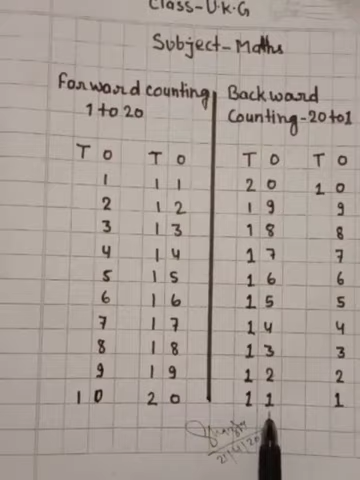 Class-U.K.G
Subject-Maths
Forward counting
1 to 20
Backward
Counting-20 to 1
T O T O T O T O
1 1 1 2 0 1 0
2 1 2 1 9 9
3 1 3 1 8 8
4 1 4 1 7 7
5 1 5 1 6 6
6 1 6 1 5 5
7 1 7 1 4 4
8 1 8 1 3 3
9 1 9 1 2 2
1 0 2 0 1 1 1